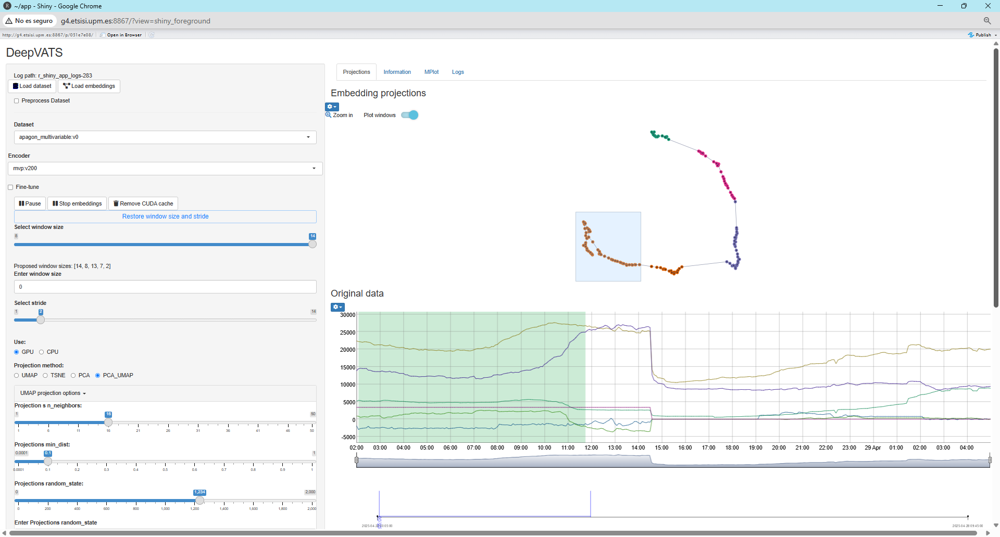 ~/app - Shiny - Google Chrome
No es seguro g4.etsisi.upm.es:8867/?view=shiny_foreground
http://g4.etsisi.upm.es:8867/p/031e7e08/ Open in Browser Publish
DeepVATS
Log path: r_shiny_app_logs-283
Load dataset Load embeddings
Preprocess Dataset
Dataset
apagon_multivariable:v0
Encoder
mvp:v200
Fine-tune
Pause Stop embeddings Remove CUDA cache
Restore window size and stride
Select window size
8 14
Proposed window sizes: [14, 8, 13, 7, 2]
Enter window size
0
Select stride
1 2 14
Use:
GPU CPU
Projection method:
UMAP TSNE PCA PCA_UMAP
UMAP projection options
Projection s n_neighbors:
1 16 50
1 6 11 16 21 26 31 36 41 46 50
Projections min_dist:
0.0001 0.1 1
0.0001 0.1 0.2 0.3 0.4 0.5 0.6 0.7 0.8 0.9 1
Projections random_state:
0 1,234 2,000
0 200 400 600 800 1,000 1,200 1,400 1,600 1,800 2,000
Enter Projections random_state
Projections Information MPlot Logs
Embedding projections
Zoom in Plot windows
Original data
30000
25000
20000
15000
10000
5000
0
-5000
02:00 03:00 04:00 05:00 06:00 07:00 08:00 09:00 10:00 11:00 12:00 13:00 14:00 15:00 16:00 17:00 18:00 19:00 20:00 21:00 22:00 23:00 29 Apr 01:00 02:00 03:00 04:00
2025-04-28 09:45:00